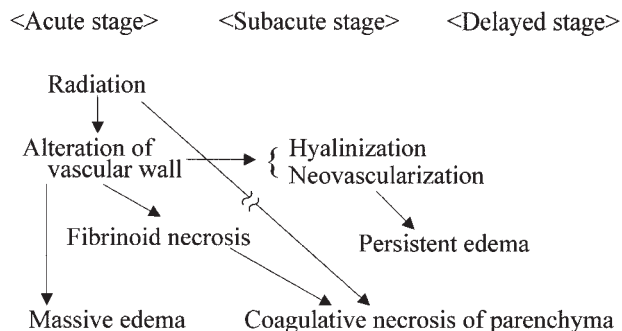 <Acute stage> <Subacute stage> <Delayed stage>
Radiation
Alteration of
vascular wall
{ Hyalinization
Neovascularization
Fibrinoid necrosis
Persistent edema
Massive edema
Coagulative necrosis of parenchyma